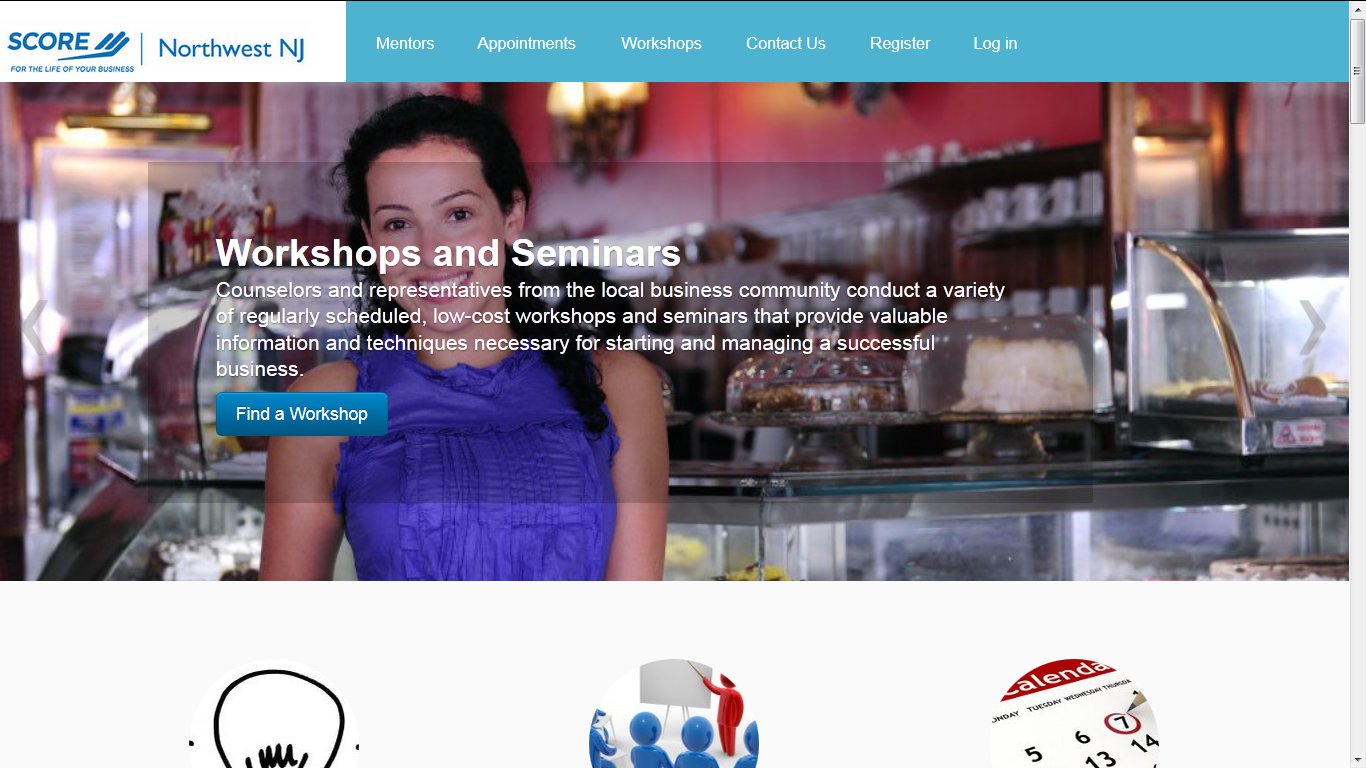 SCORE
FOR THE LIFE OF YOUR BUSINESS
Northwest NJ
Mentors
Appointments
Workshops
Contact Us
Register
Log in
Workshops and Seminars
Counselors and representatives from the local business community conduct a variety
of regularly scheduled, low-cost workshops and seminars that provide valuable
information and techniques necessary for starting and managing a successful
business.
Find a Workshop
Calenda
ONDAY TUESDAY WEDNESDAY THURSDA
5 6 7
13 14